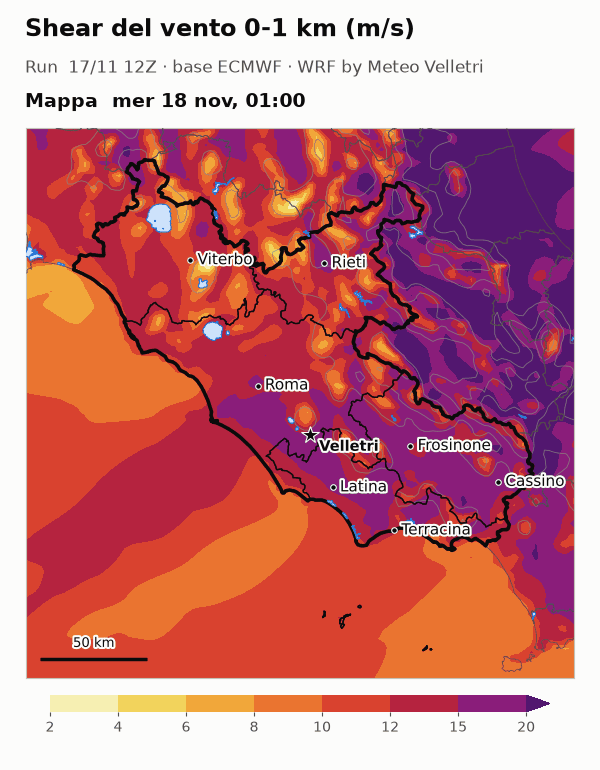 Shear del vento 0-1 km (m/s)
Run  17/11 12Z · base ECMWF · WRF by Meteo Velletri
Mappa  mer 18 nov, 01:00
Viterbo
Rieti
Roma
Velletri
Frosinone
Latina
Cassino
Terracina
50 km
2 4 6 8 10 12 15 20